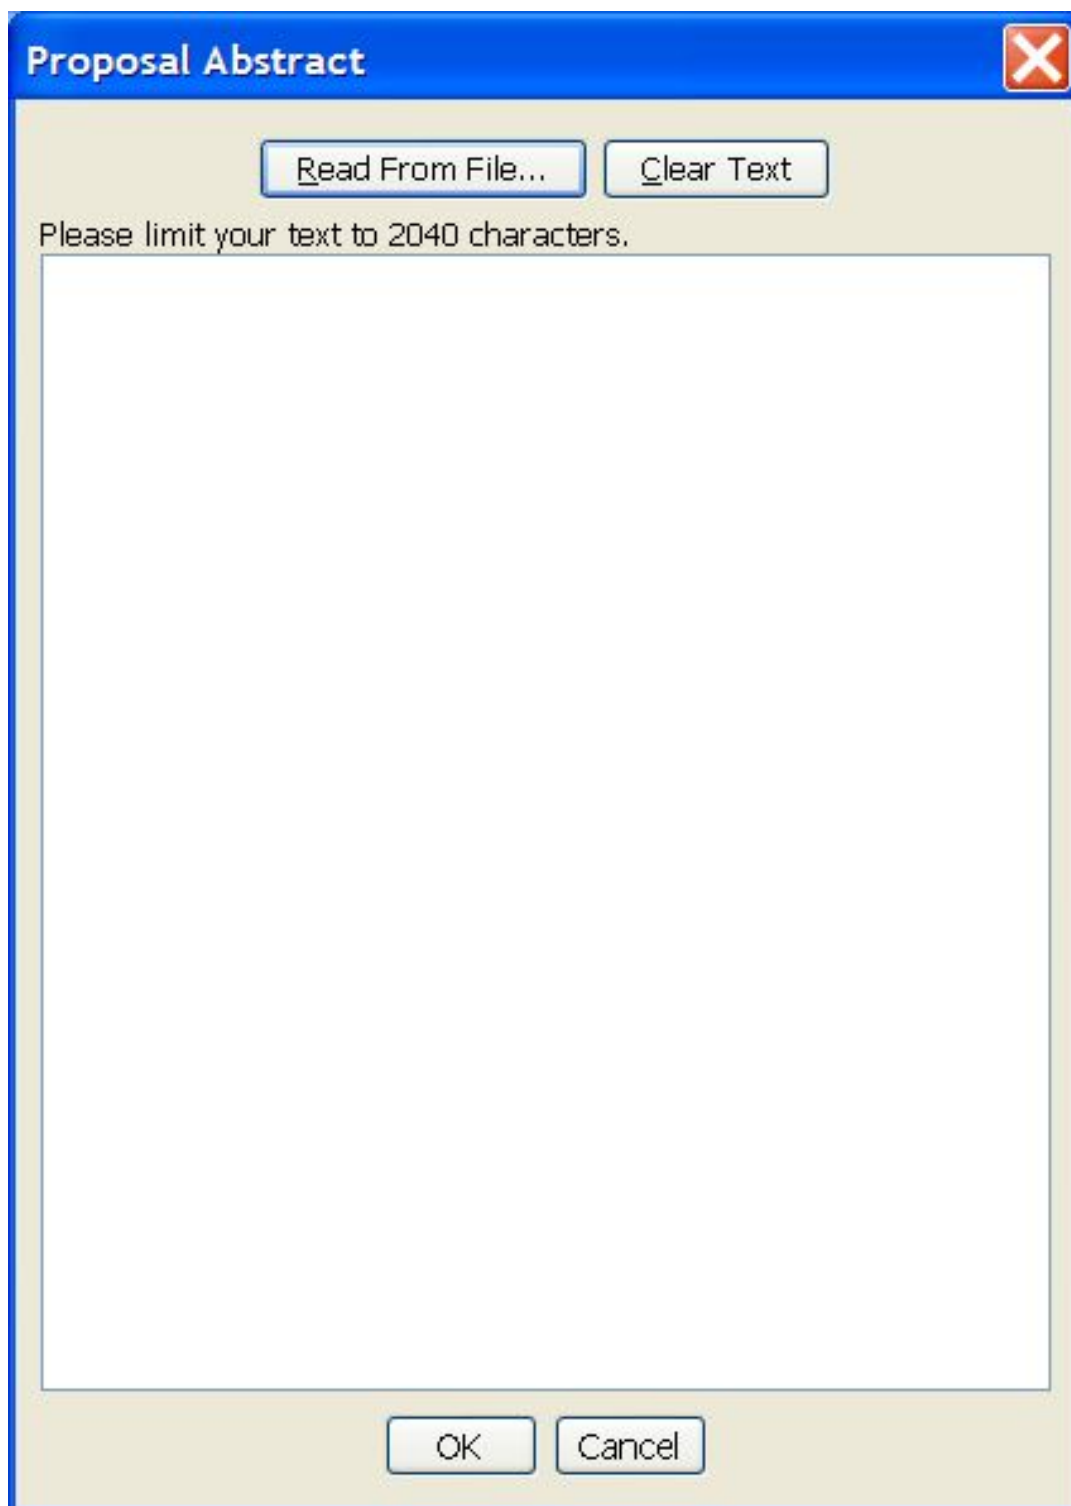 Proposal Abstract
Read From File... Clear Text
Please limit your text to 2040 characters.
OK Cancel